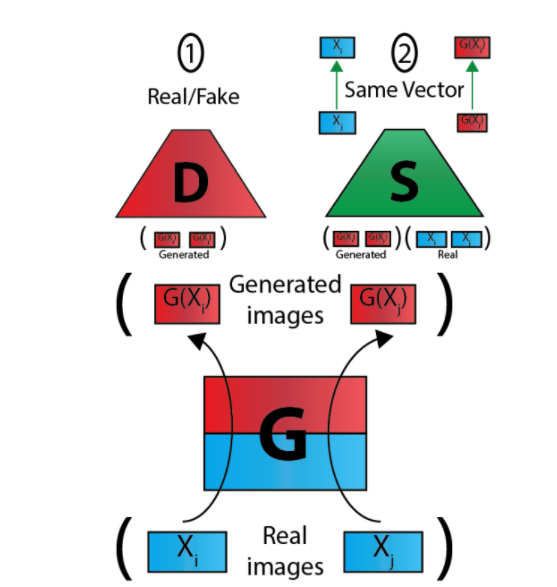 1
2
Real/Fake
X_i
G(X_i)
Same Vector
X_j
G(X_j)
D
S
( G(X_i) G(X_j) )
Generated
( G(X_i) G(X_j) ) ( X_i X_j )
Generated Real
( G(X_i) Generated images G(X_j) )
G
( X_i Real images X_j )